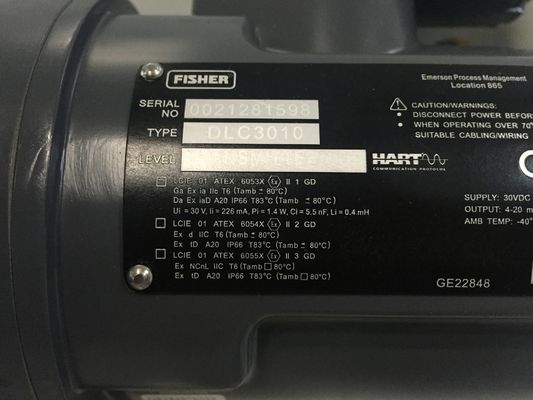 FISHER
Emerson Process Management
Location 865
SERIAL NO 0021281598
TYPE DLC3010
LEVEL
HART
COMMUNICATION PROTOCOL
CAUTION/WARNINGS:
• DISCONNECT POWER BEFOR
• WHEN OPERATING OVER 70°
SUITABLE CABLING/WIRING
LCIE 01 ATEX 6053X Ex II 1 GD
Ga Ex ia IIC T6 (Tamb ± 80°C)
Da Ex iaD A20 IP66 T83°C (Tamb ± 80°C)
Ui = 30 V, Ii = 226 mA, Pi = 1.4 W, Ci = 5.5 nF, Li = 0.4 mH
LCIE 01 ATEX 6054X Ex II 2 GD
Ex d IIC T6 (Tamb ± 80°C)
Ex tD A20 IP66 T83°C (Tamb ± 80°C)
LCIE 01 ATEX 6055X Ex II 3 GD
Ex NCnL IIC T6 (Tamb □ 80°C)
Ex tD A20 IP66 T83°C (Tamb □ 80°C)
SUPPLY: 30VDC
OUTPUT: 4-20 m
AMB TEMP: -40°
GE22848